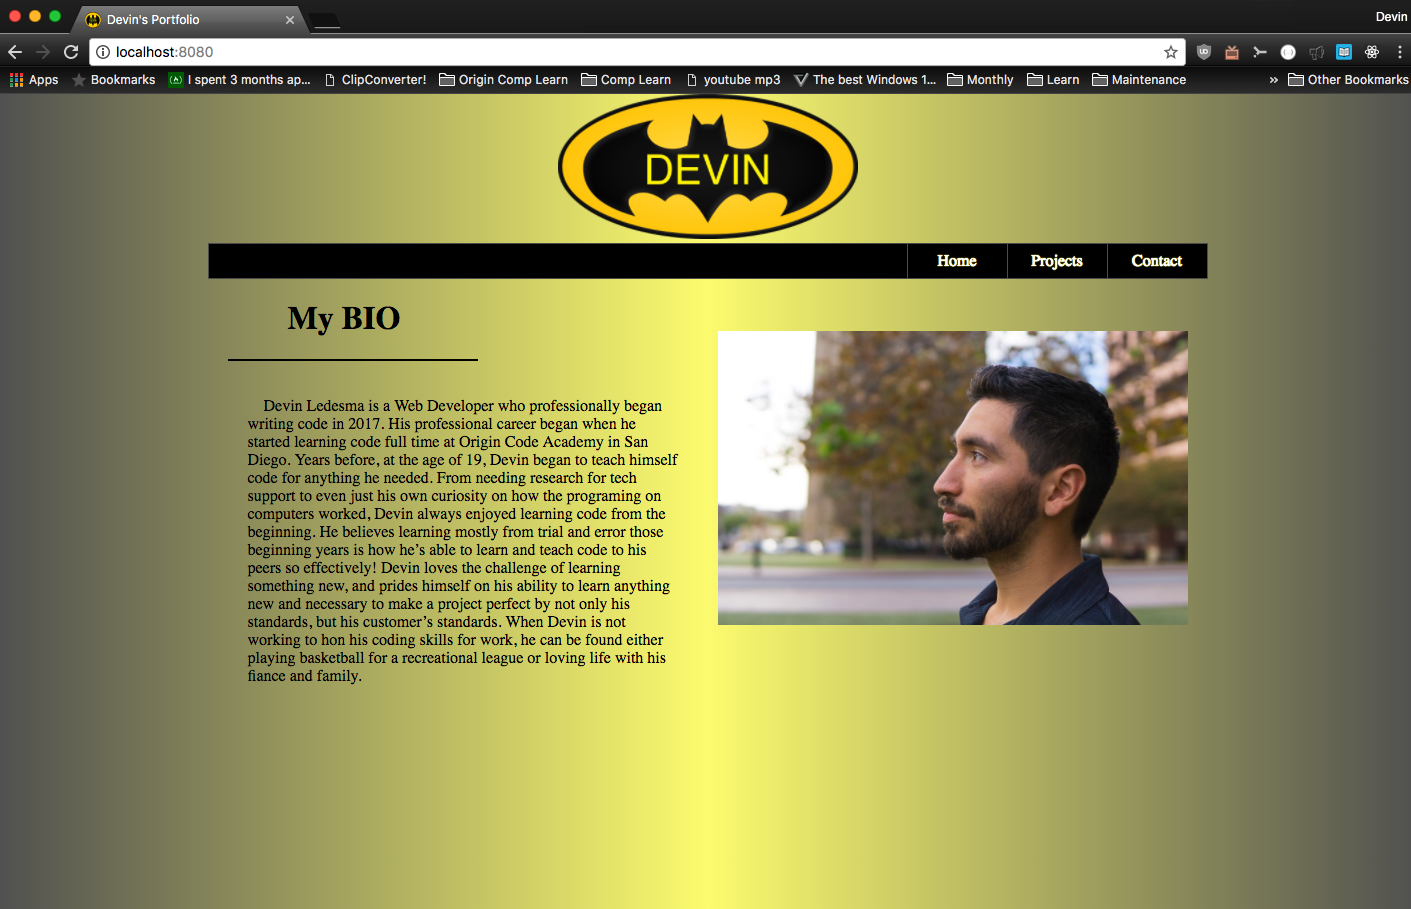 Devin's Portfolio
Devin
localhost:8080
Apps Bookmarks I spent 3 months ap... ClipConverter! Origin Comp Learn Comp Learn youtube mp3 The best Windows 1... Monthly Learn Maintenance » Other Bookmarks
DEVIN
Home Projects Contact
My BIO
Devin Ledesma is a Web Developer who professionally began
writing code in 2017. His professional career began when he
started learning code full time at Origin Code Academy in San
Diego. Years before, at the age of 19, Devin began to teach himself
code for anything he needed. From needing research for tech
support to even just his own curiosity on how the programing on
computers worked, Devin always enjoyed learning code from the
beginning. He believes learning mostly from trial and error those
beginning years is how he’s able to learn and teach code to his
peers so effectively! Devin loves the challenge of learning
something new, and prides himself on his ability to learn anything
new and necessary to make a project perfect by not only his
standards, but his customer’s standards. When Devin is not
working to hon his coding skills for work, he can be found either
playing basketball for a recreational league or loving life with his
fiance and family.